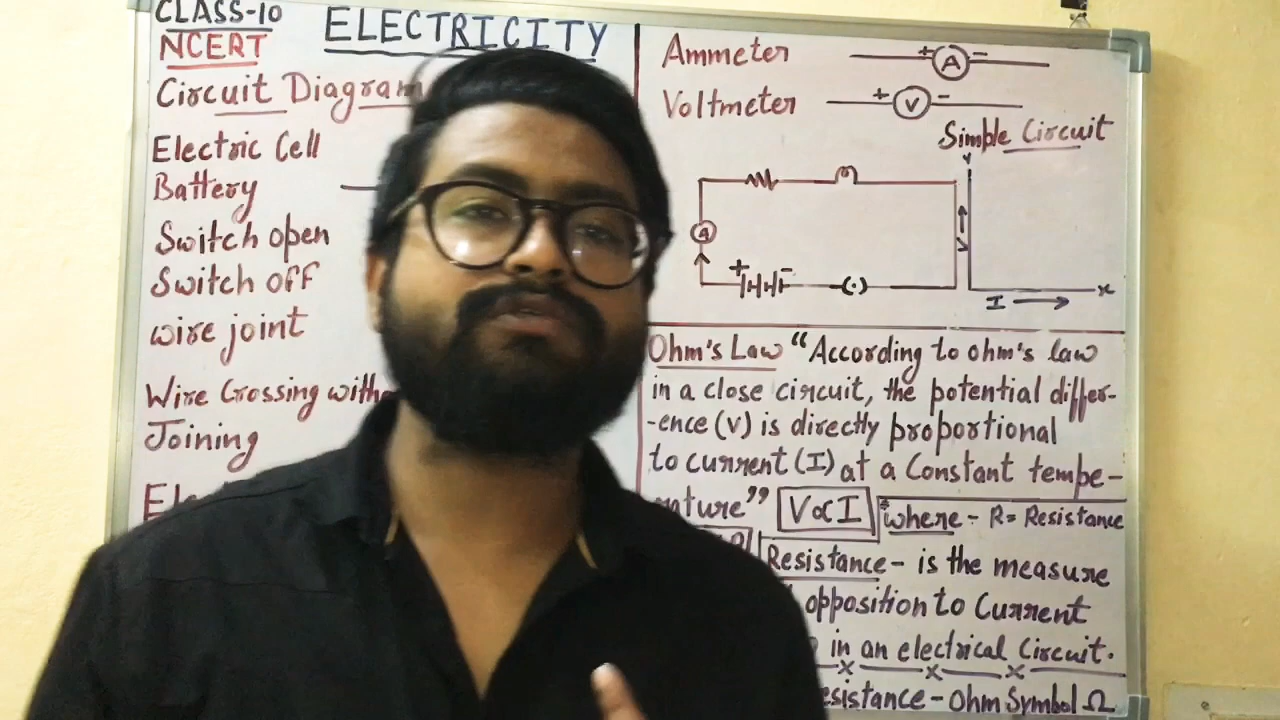 CLASS-10
NCERT
ELECTRICITY
Circuit Diagram
Electric Cell
Battery
Switch open
Switch off
wire joint
Wire Crossing
Joining
Ammeter + A -
Voltmeter + V -
Simple Circuit
Y
V
A
+ -
I
x
Ohm's Law "According to ohm's law
in a close circuit, the potential differ-
-ence (V) is directly proportional
to current (I) at a Constant tempe-
rature" V∝I *where - R= Resistance
Resistance - is the measure
opposition to Current
in an electrical Circuit.
esistance - Ohm Symbol Ω